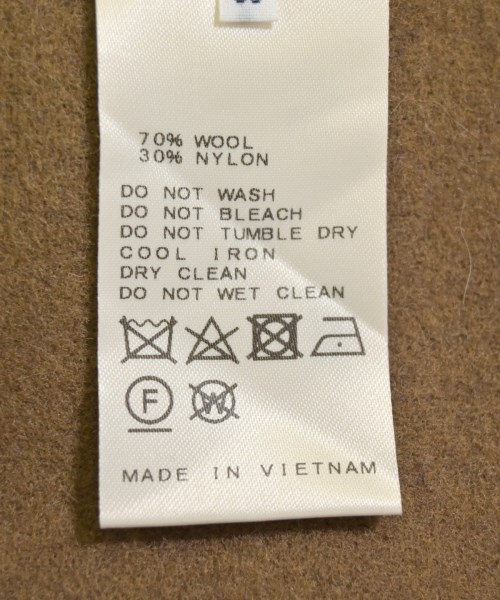 70% WOOL
30% NYLON
DO NOT WASH
DO NOT BLEACH
DO NOT TUMBLE DRY
COOL IRON
DRY CLEAN
DO NOT WET CLEAN
F W
MADE IN VIETNAM